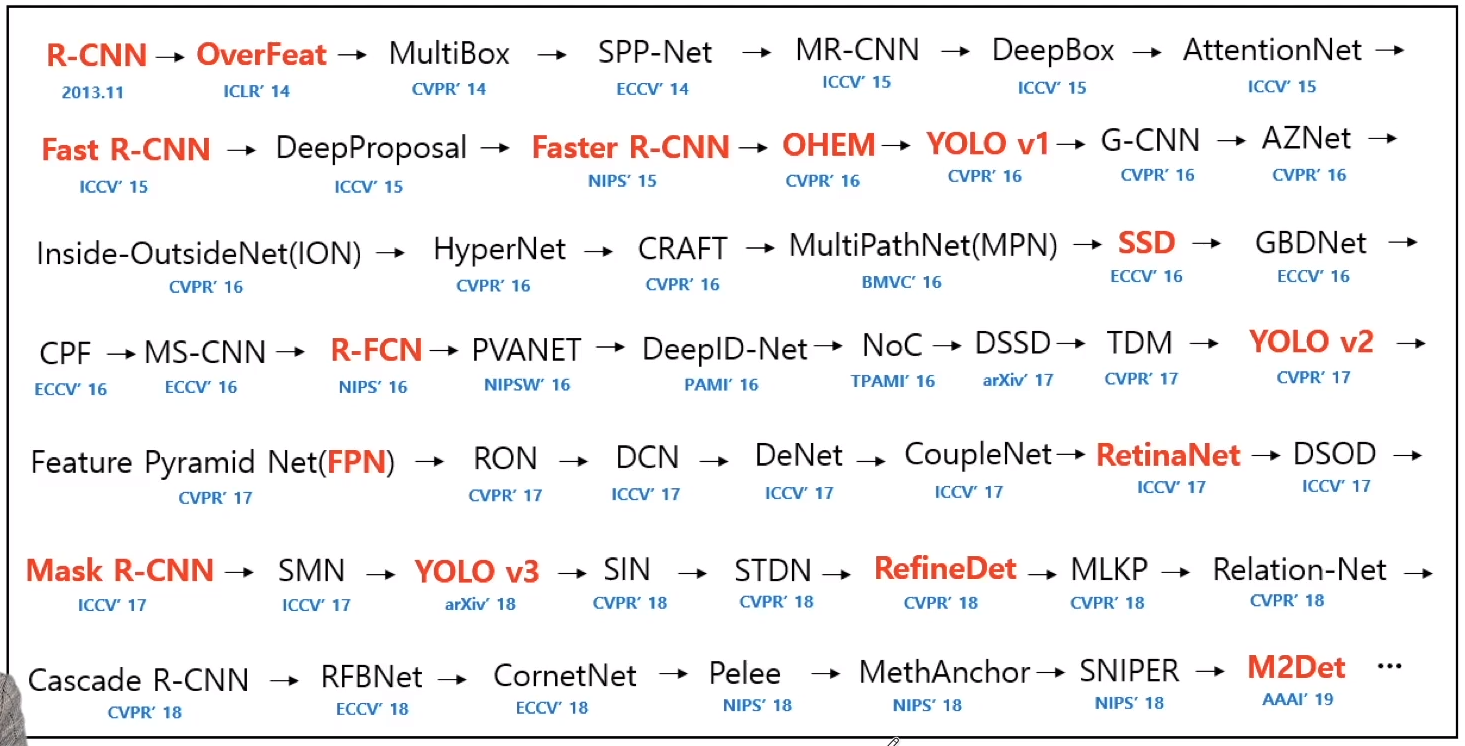 R-CNN → OverFeat → MultiBox → SPP-Net → MR-CNN → DeepBox → AttentionNet →
2013.11 ICLR’ 14 CVPR’ 14 ECCV’ 14 ICCV’ 15 ICCV’ 15 ICCV’ 15
Fast R-CNN → DeepProposal → Faster R-CNN → OHEM → YOLO v1 → G-CNN → AZNet →
ICCV’ 15 ICCV’ 15 NIPS’ 15 CVPR’ 16 CVPR’ 16 CVPR’ 16 CVPR’ 16
Inside-OutsideNet(ION) → HyperNet → CRAFT → MultiPathNet(MPN) → SSD → GBDNet →
CVPR’ 16 CVPR’ 16 CVPR’ 16 BMVC’ 16 ECCV’ 16 ECCV’ 16
CPF → MS-CNN → R-FCN → PVANET → DeepID-Net → NoC → DSSD → TDM → YOLO v2 →
ECCV’ 16 ECCV’ 16 NIPS’ 16 NIPSW’ 16 PAMI’ 16 TPAMI’ 16 arXiv’ 17 CVPR’ 17 CVPR’ 17
Feature Pyramid Net(FPN) → RON → DCN → DeNet → CoupleNet → RetinaNet → DSOD →
CVPR’ 17 CVPR’ 17 ICCV’ 17 ICCV’ 17 ICCV’ 17 ICCV’ 17 ICCV’ 17
Mask R-CNN → SMN → YOLO v3 → SIN → STDN → RefineDet → MLKP → Relation-Net →
ICCV’ 17 ICCV’ 17 arXiv’ 18 CVPR’ 18 CVPR’ 18 CVPR’ 18 CVPR’ 18 CVPR’ 18
Cascade R-CNN → RFBNet → CornetNet → Pelee → MethAnchor → SNIPER → M2Det ···
CVPR’ 18 ECCV’ 18 ECCV’ 18 NIPS’ 18 NIPS’ 18 NIPS’ 18 AAAI’ 19